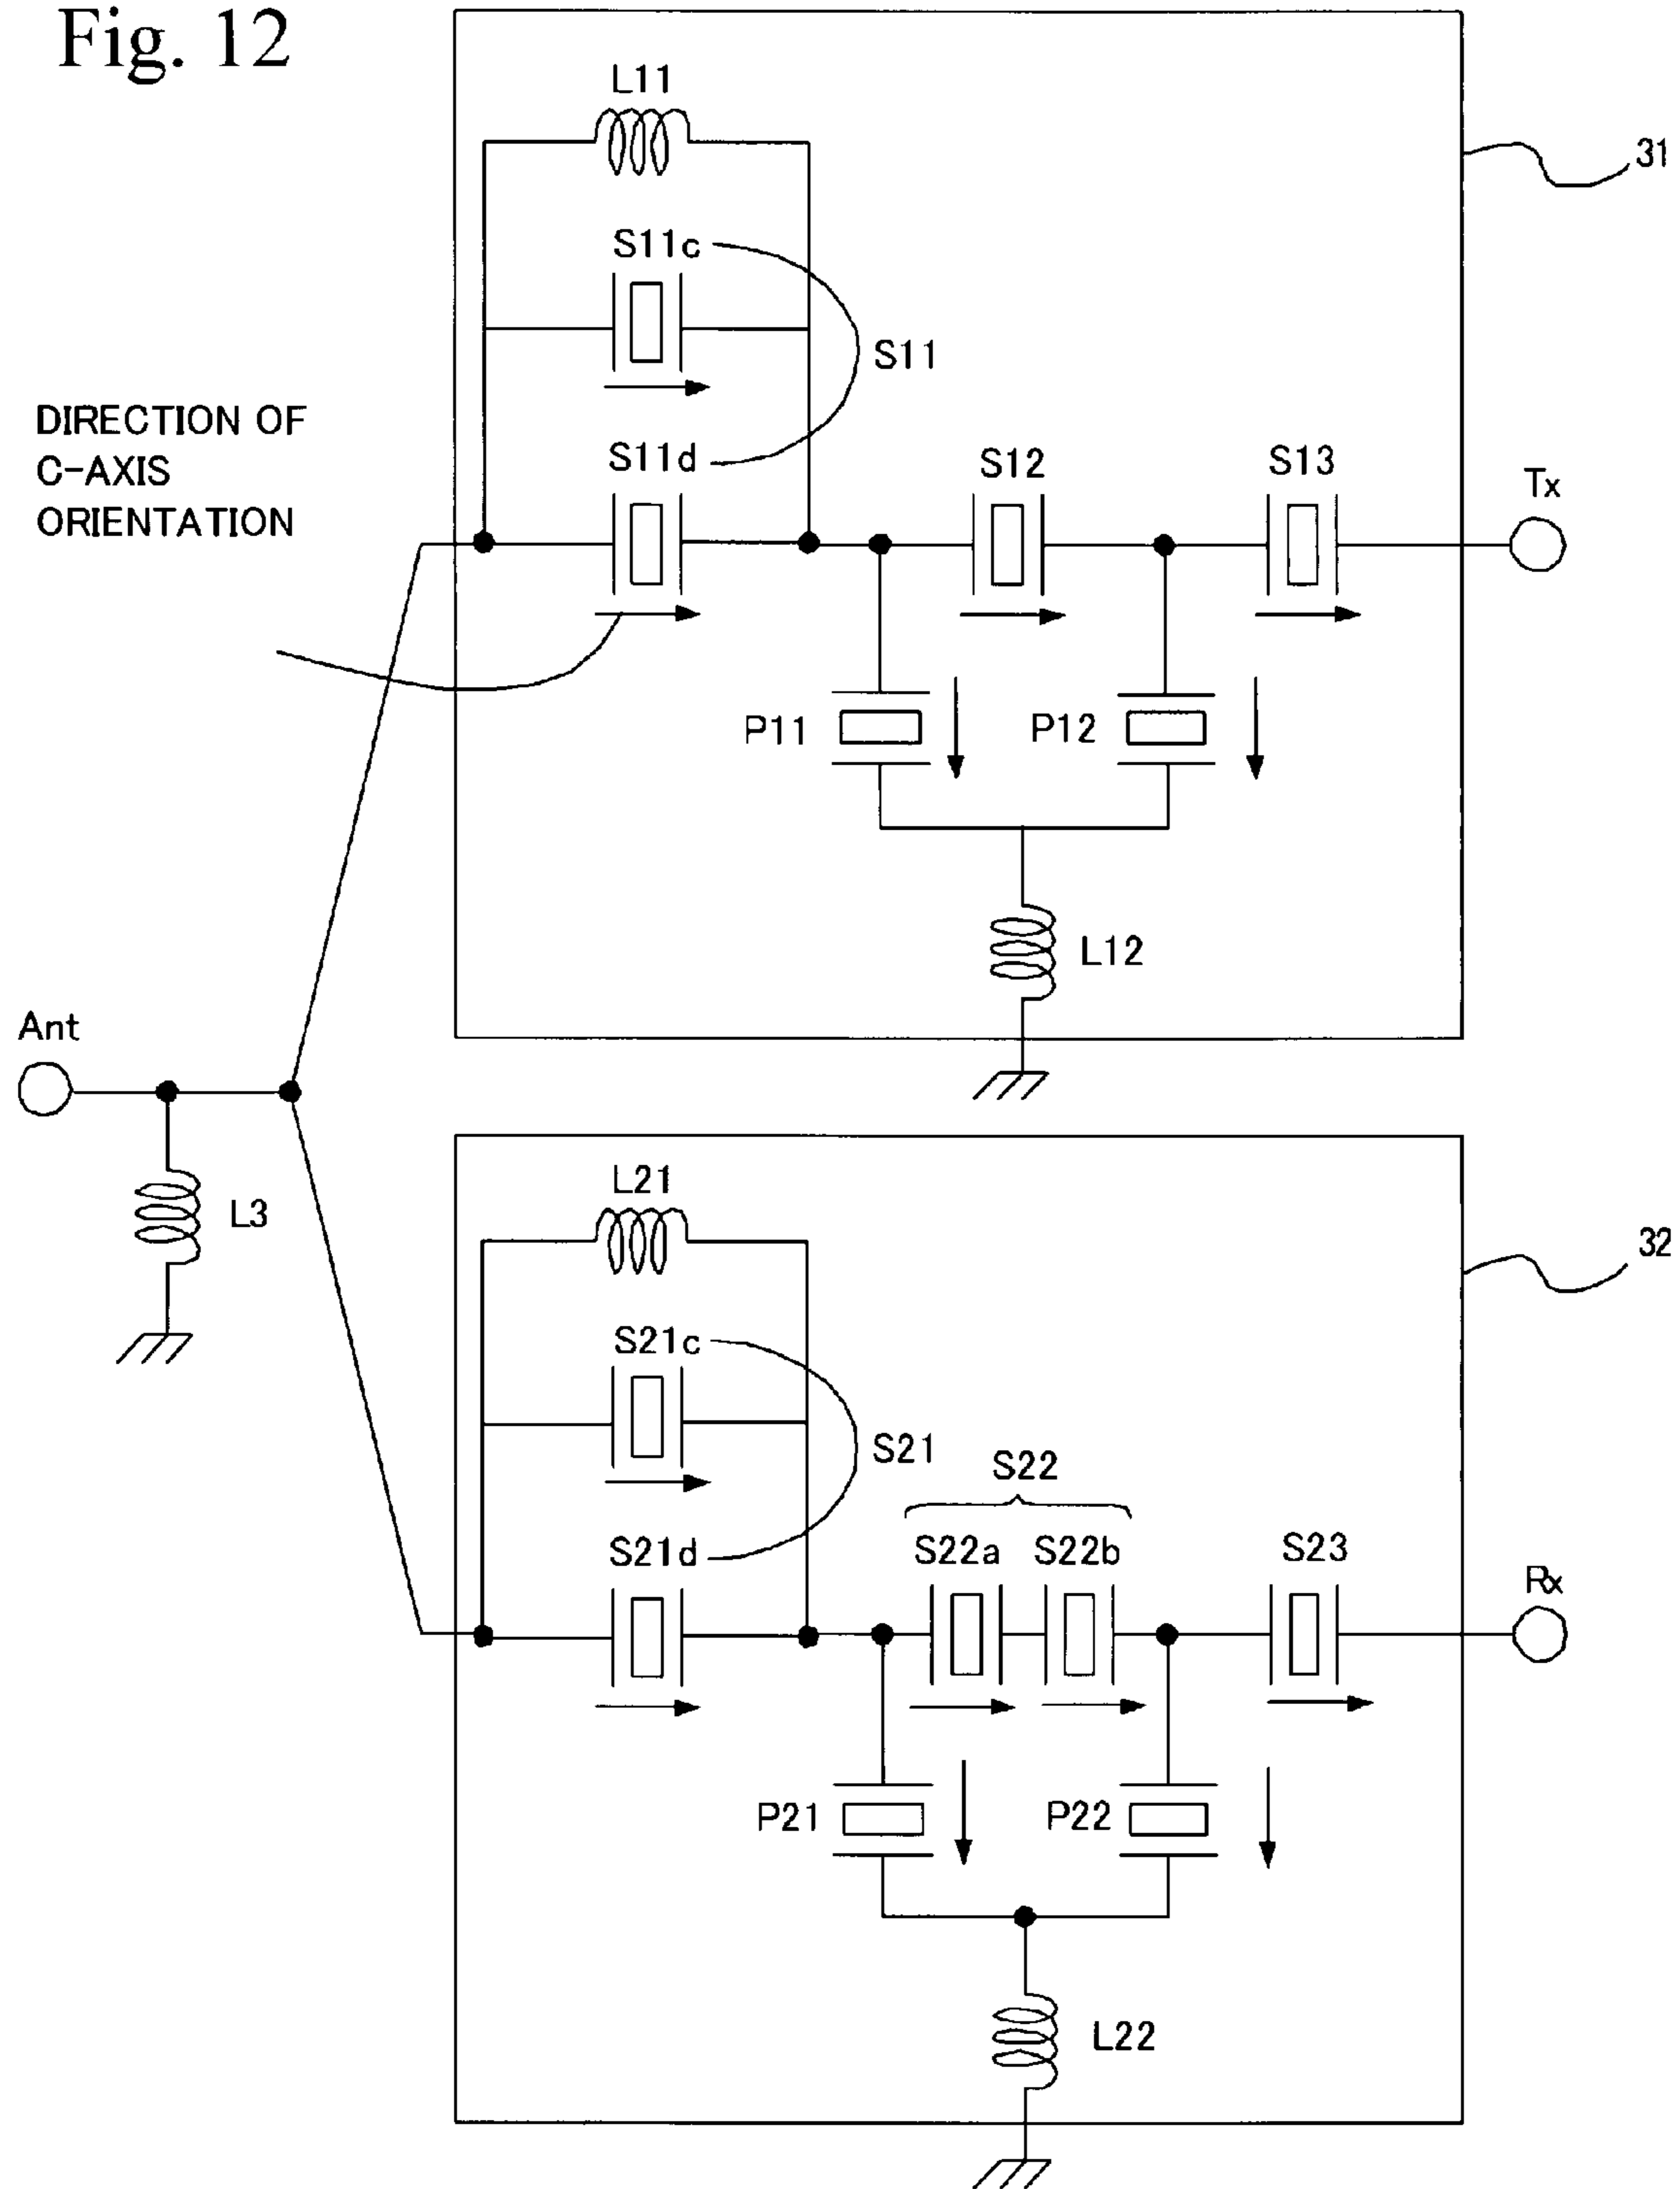 Fig. 12
L11
31
S11c
S11
DIRECTION OF
C-AXIS
ORIENTATION
S11d
S12
S13
Tx
P11
P12
L12
Ant
L3
L21
32
S21c
S21
S22
S21d
S22a
S22b
S23
Rx
P21
P22
L22